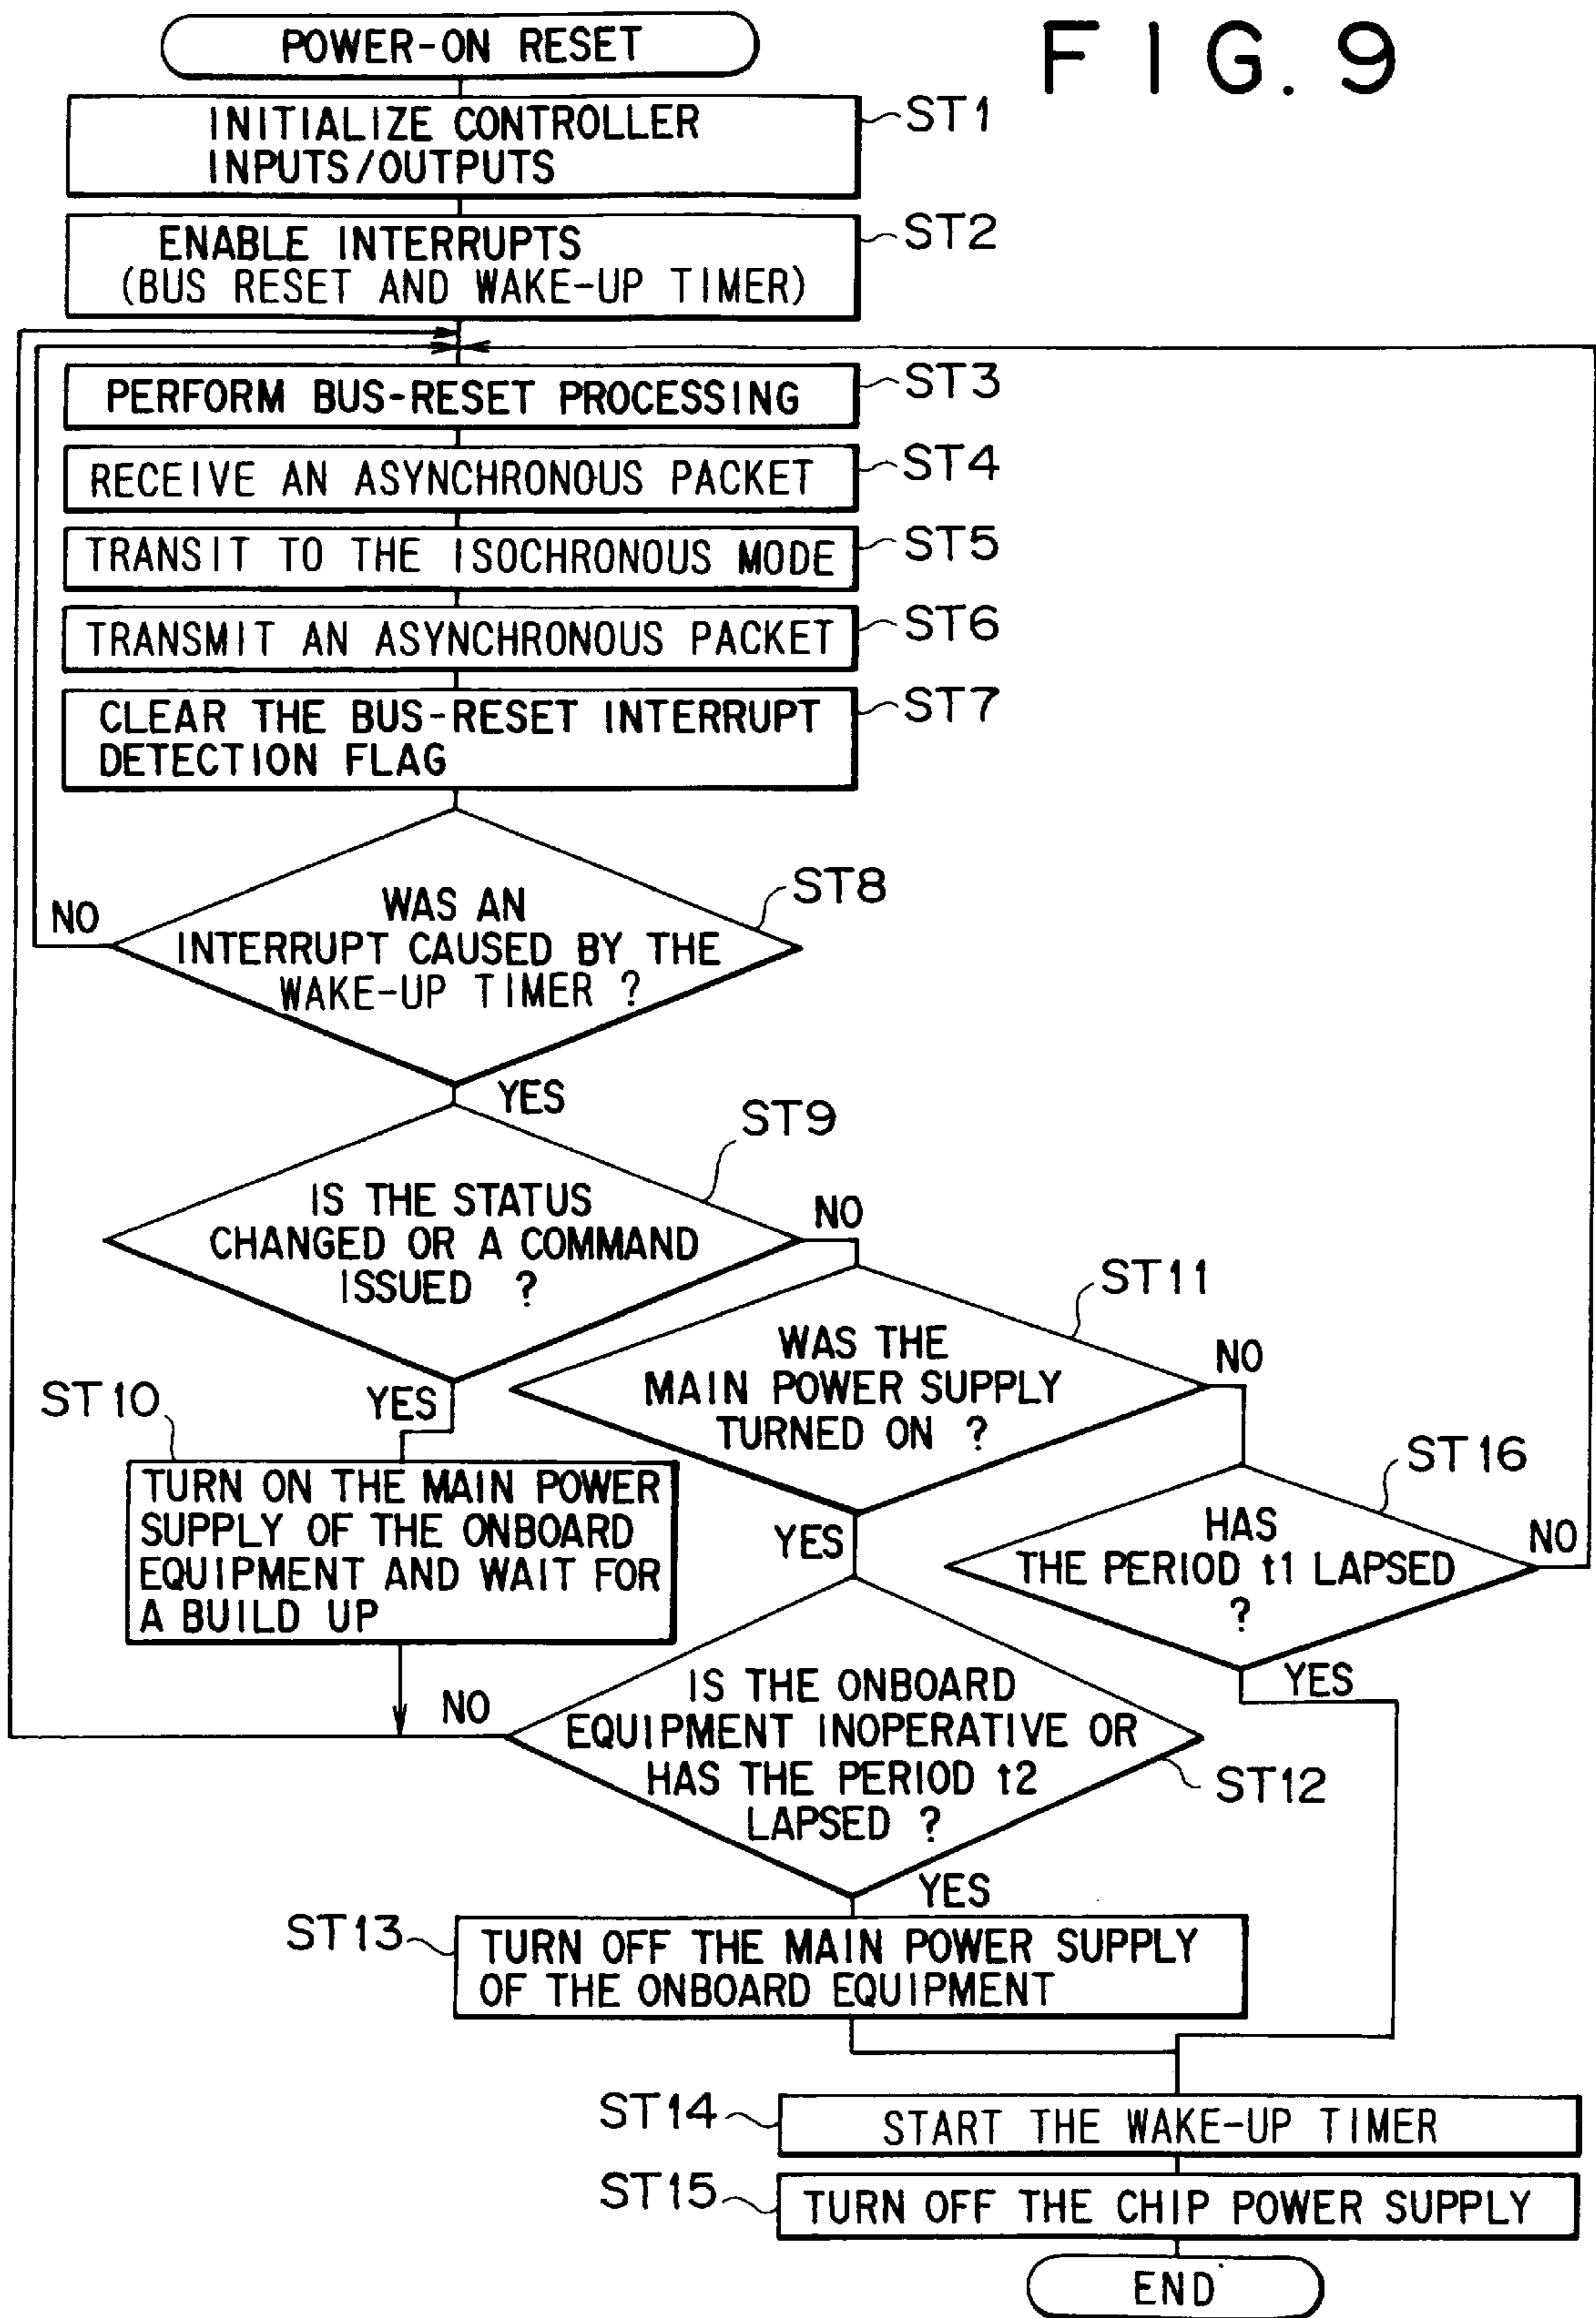 POWER-ON RESET
FIG. 9
INITIALIZE CONTROLLER
INPUTS/OUTPUTS
ST1
ENABLE INTERRUPTS
(BUS RESET AND WAKE-UP TIMER)
ST2
PERFORM BUS-RESET PROCESSING
ST3
RECEIVE AN ASYNCHRONOUS PACKET
ST4
TRANSIT TO THE ISOCHRONOUS MODE
ST5
TRANSMIT AN ASYNCHRONOUS PACKET
ST6
CLEAR THE BUS-RESET INTERRUPT
DETECTION FLAG
ST7
WAS AN
INTERRUPT CAUSED BY THE
WAKE-UP TIMER ?
ST8
NO
YES
IS THE STATUS
CHANGED OR A COMMAND
ISSUED ?
ST9
NO
YES
ST10
TURN ON THE MAIN POWER
SUPPLY OF THE ONBOARD
EQUIPMENT AND WAIT FOR
A BUILD UP
WAS THE
MAIN POWER SUPPLY
TURNED ON ?
ST11
NO
YES
HAS
THE PERIOD t1 LAPSED
?
ST16
NO
YES
IS THE ONBOARD
EQUIPMENT INOPERATIVE OR
HAS THE PERIOD t2
LAPSED ?
ST12
NO
YES
ST13
TURN OFF THE MAIN POWER SUPPLY
OF THE ONBOARD EQUIPMENT
ST14
START THE WAKE-UP TIMER
ST15
TURN OFF THE CHIP POWER SUPPLY
END